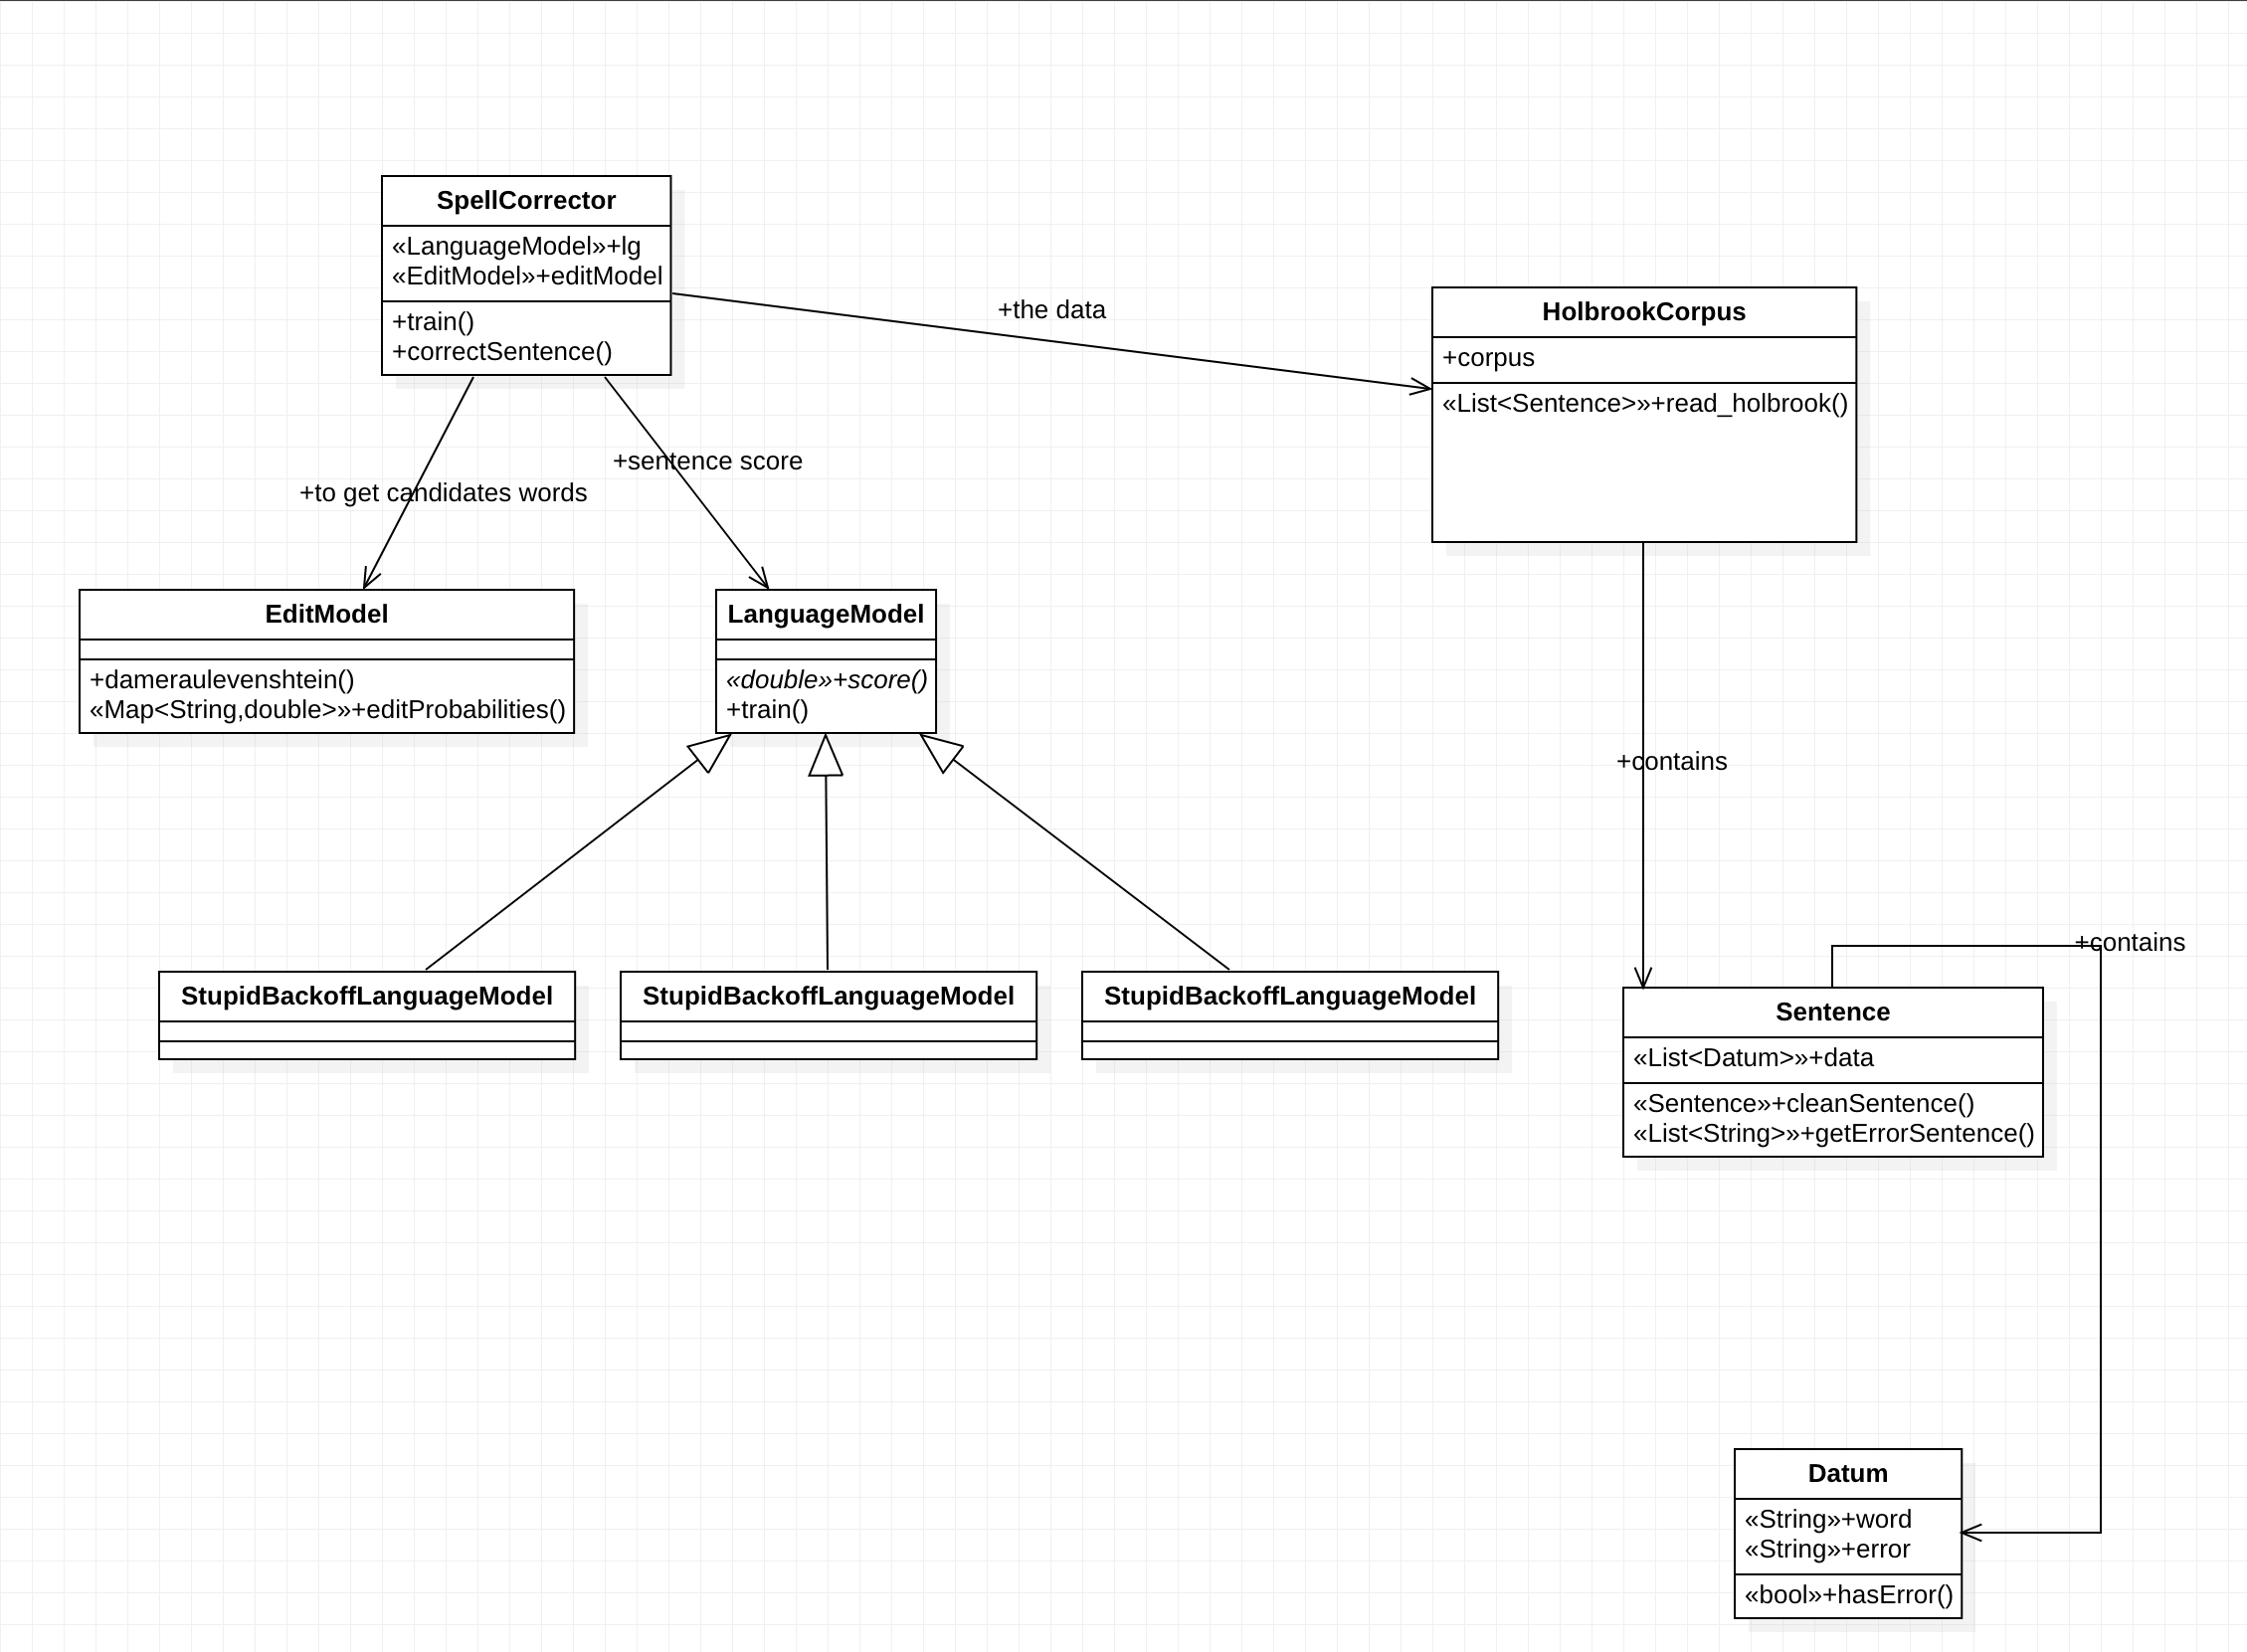 SpellCorrector
«LanguageModel»+lg
«EditModel»+editModel
+train()
+correctSentence()
+the data
HolbrookCorpus
+corpus
«List<Sentence>»+read_holbrook()
+sentence score
+to get candidates words
EditModel
+dameraulevenshtein()
«Map<String,double>»+editProbabilities()
LanguageModel
«double»+score()
+train()
+contains
StupidBackoffLanguageModel
StupidBackoffLanguageModel
StupidBackoffLanguageModel
+contains
Sentence
«List<Datum>»+data
«Sentence»+cleanSentence()
«List<String>»+getErrorSentence()
Datum
«String»+word
«String»+error
«bool»+hasError()